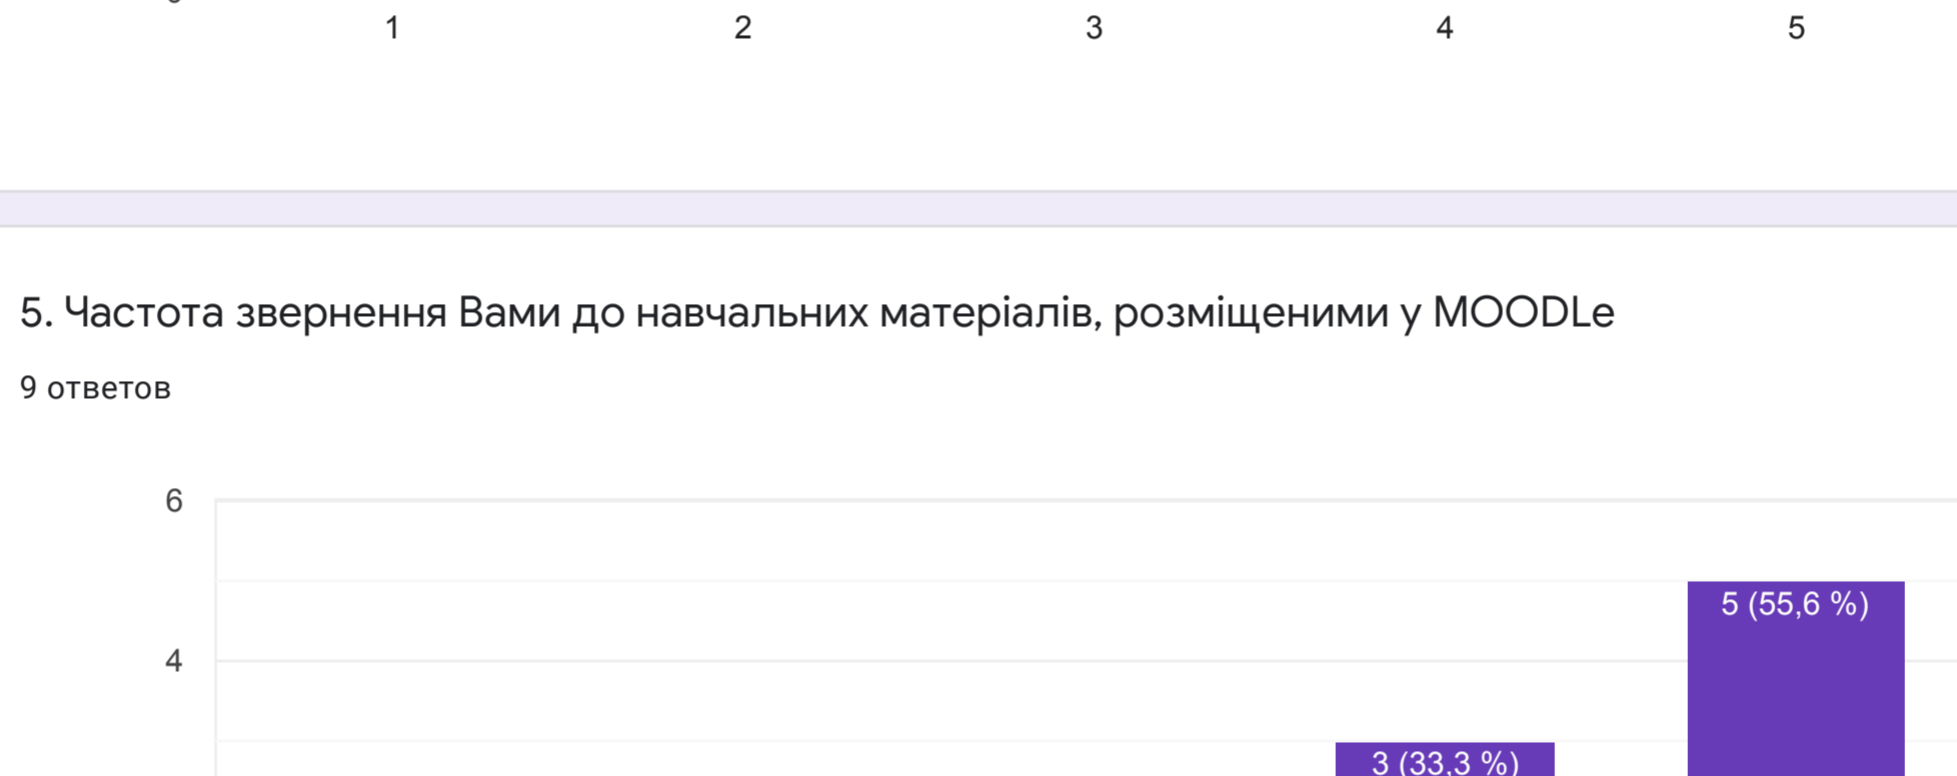 1 2 3 4 5
5. Частота звернення Вами до навчальних матеріалів, розміщеними у MOODLe
9 ответов
6
5 (55,6 %)
4
3 (33,3 %)